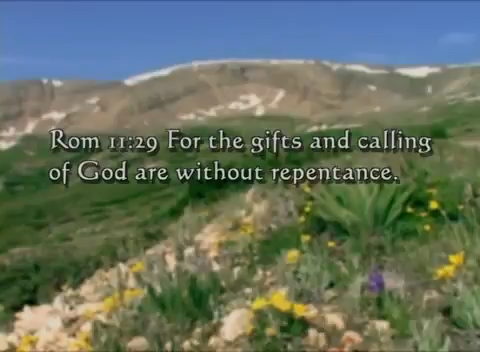 Rom 11:29 For the gifts and calling
of God are without repentance.